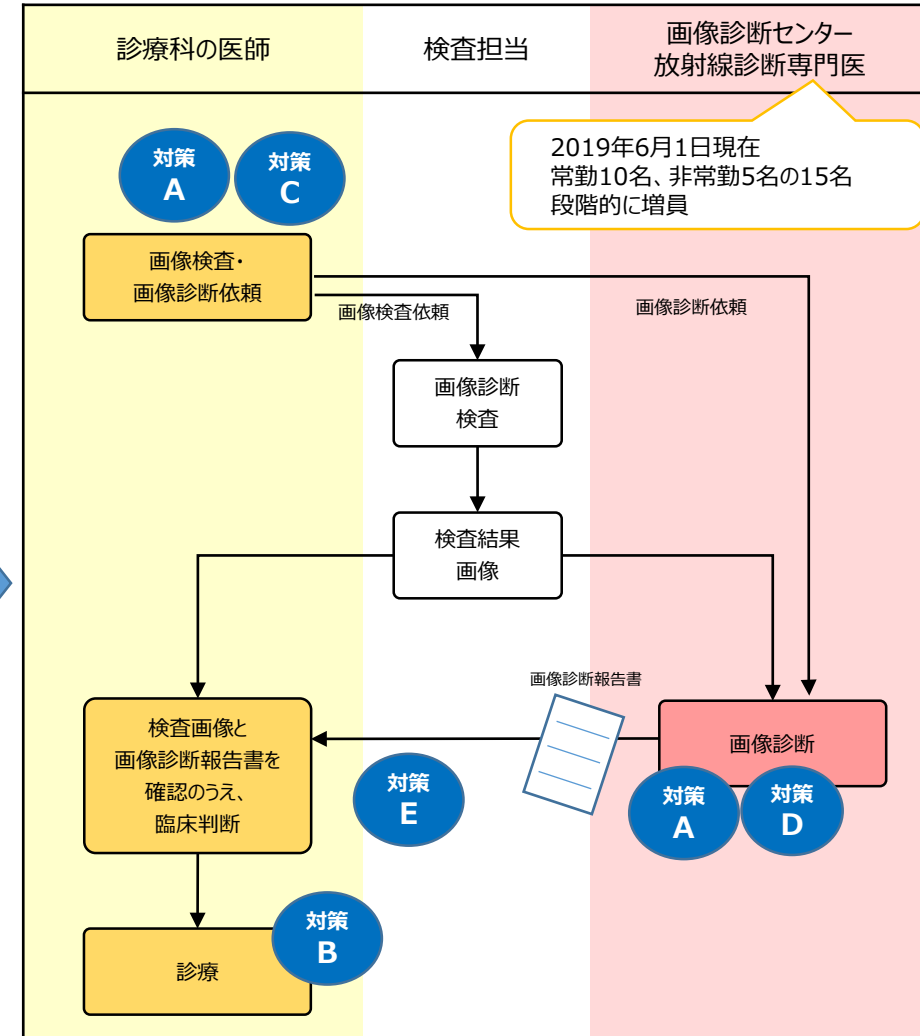 診療科の医師
検査担当
画像診断センター
放射線診断専門医
2019年6月1日現在
常勤10名、非常勤5名の15名
段階的に増員
対策
A
対策
C
画像検査・
画像診断依頼
画像検査依頼
画像診断依頼
画像診断
検査
検査結果
画像
画像診断報告書
検査画像と
画像診断報告書を
確認のうえ、
臨床判断
画像診断
対策
E
対策
A
対策
D
対策
B
診療